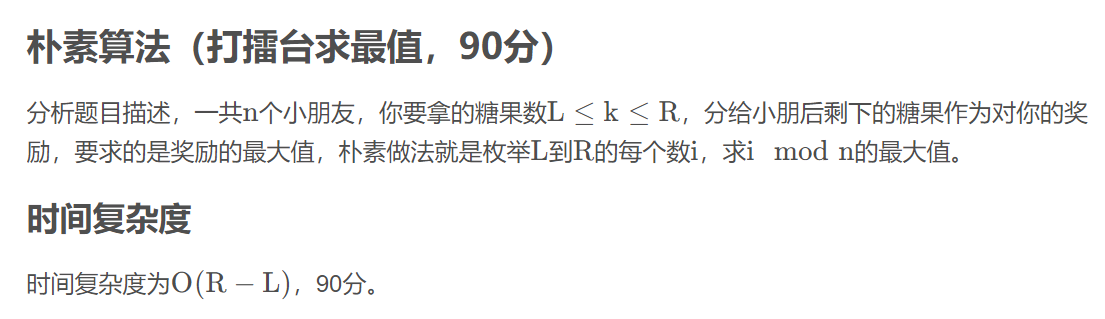 朴素算法（打擂台求最值，90分）
分析题目描述，一共n个小朋友，你要拿的糖果数L ≤ k ≤ R，分给小朋后剩下的糖果作为对你的奖
励，要求的是奖励的最大值，朴素做法就是枚举L到R的每个数i，求i mod n的最大值。
时间复杂度
时间复杂度为O(R − L)，90分。